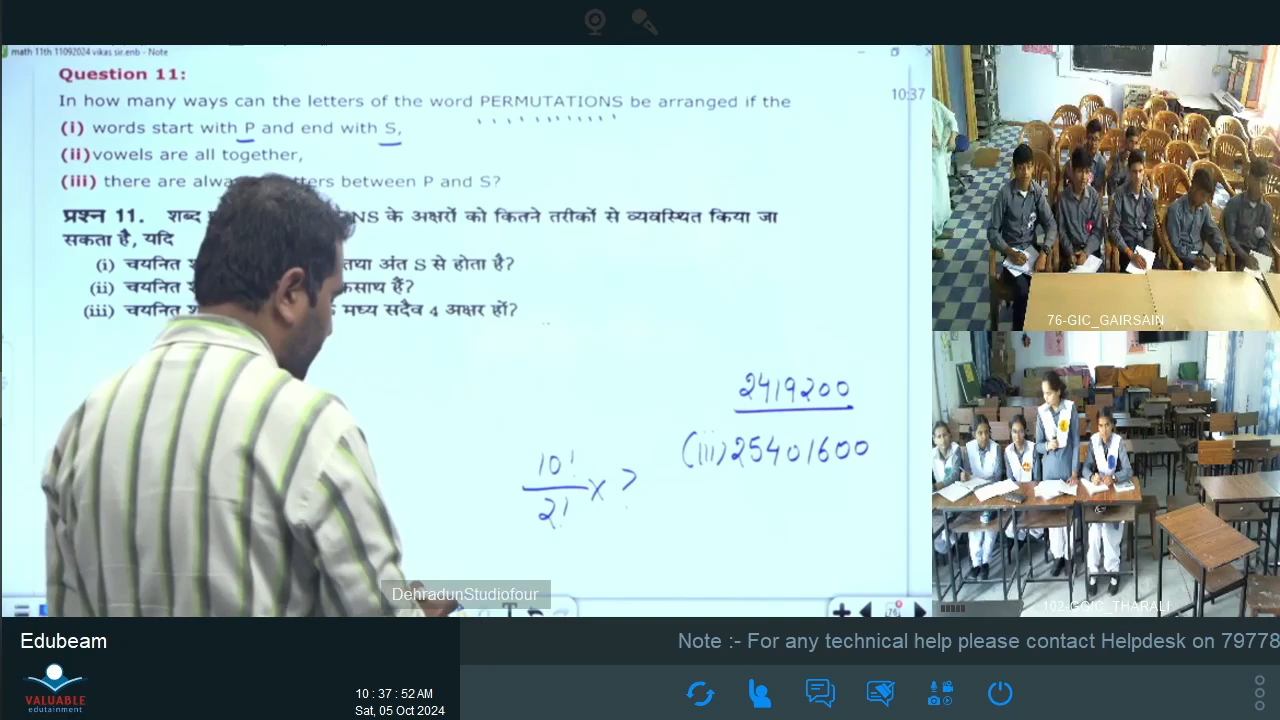 math 11th 11092024 vikas sir.enb - Note
Question 11:
10:37
In how many ways can the letters of the word PERMUTATIONS be arranged if the
(i) words start with P and end with S,
(ii) vowels are all together,
(iii) there are tters between P and S?
प्रश्न 11. शब्द NS के अक्षरों को कितने तरीकों से व्यवस्थित किया जा
सकता है, यदि
(i) चयनित तथा अंत S से होता है?
(ii) चयनित कसाथ हैं?
(iii) चयनित मध्य सदैव 4 अक्षर हों?
2419200
(iii) 25401600
10!
2! x ?
DehradunStudiofour
76-GIC_GAIRSAIN
102-GGIC_THARALI
Edubeam
Note :- For any technical help please contact Helpdesk on 79778
VALUABLE
edutainment
10 : 37 : 52 AM
Sat, 05 Oct 2024